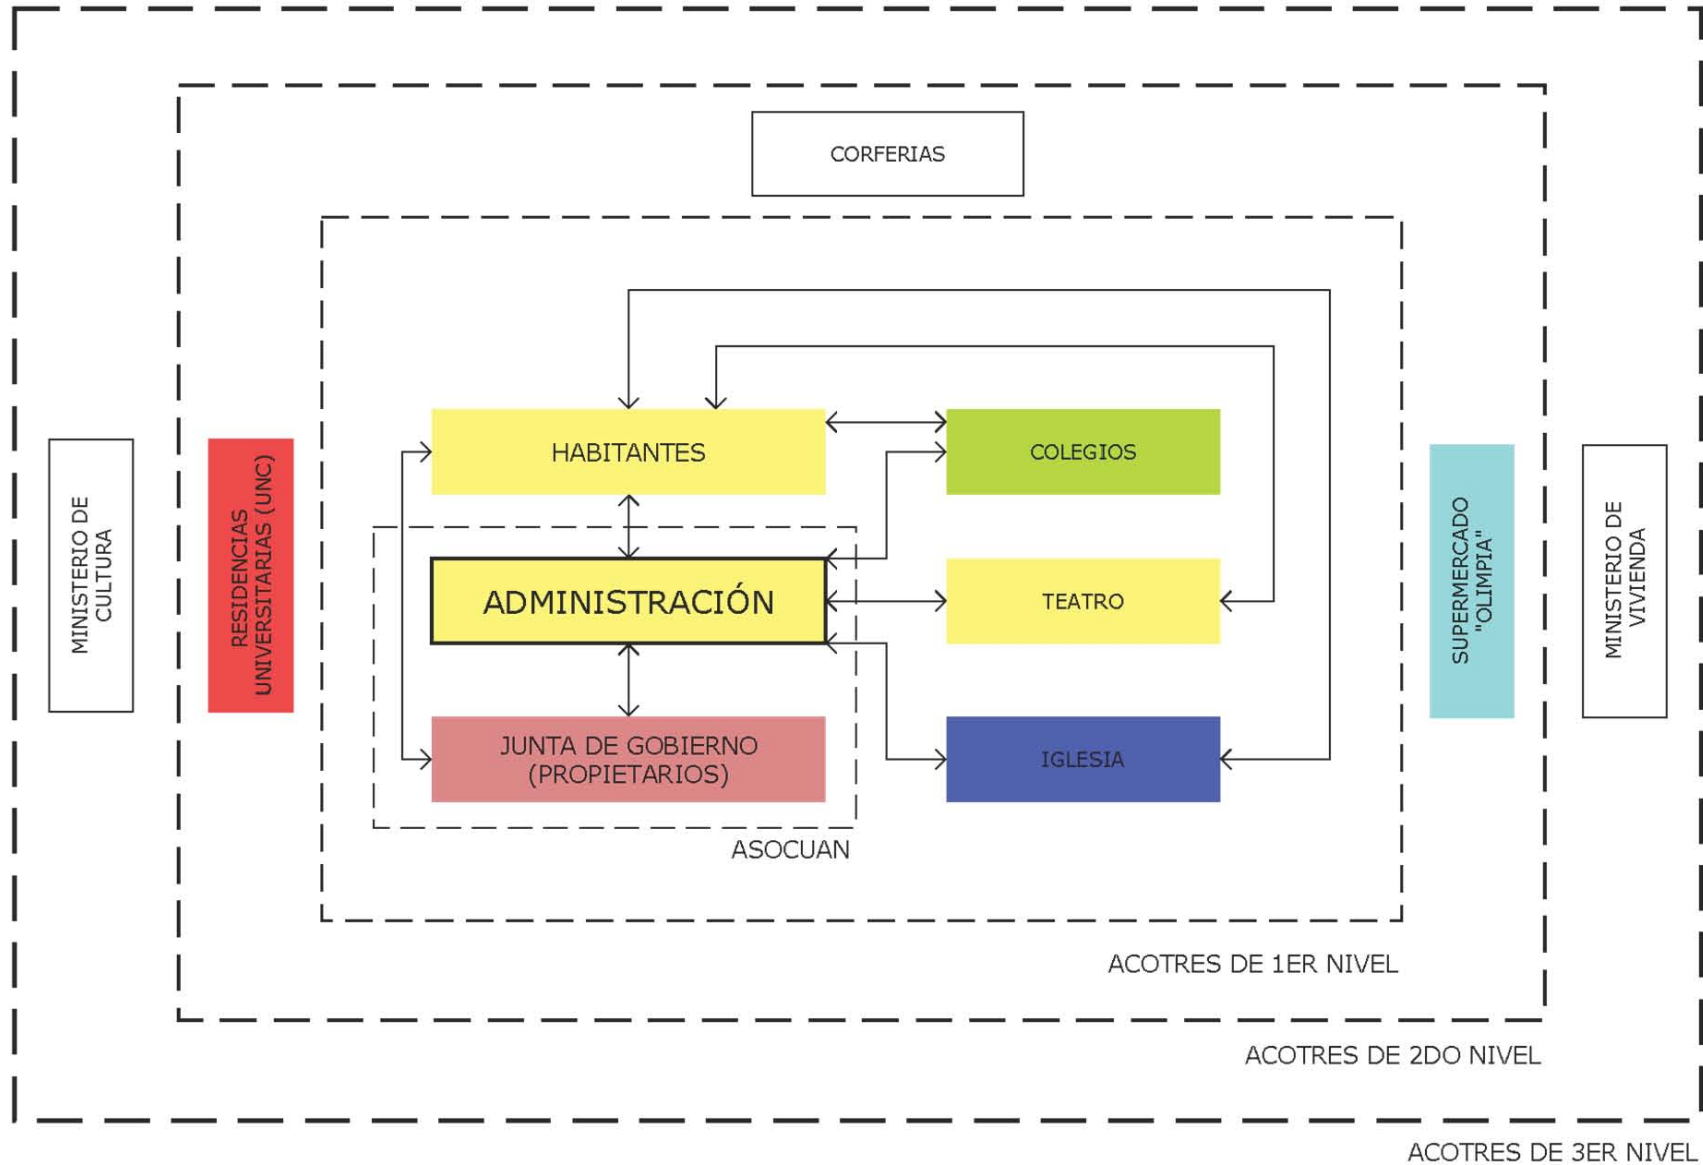 CORFERIAS
HABITANTES
COLEGIOS
MINISTERIO DE
CULTURA
RESIDENCIAS
UNIVERSITARIAS (UNC)
ADMINISTRACIÓN
TEATRO
SUPERMERCADO
"OLIMPIA"
MINISTERIO DE
VIVIENDA
JUNTA DE GOBIERNO
(PROPIETARIOS)
IGLESIA
ASOCUAN
ACOTRES DE 1ER NIVEL
ACOTRES DE 2DO NIVEL
ACOTRES DE 3ER NIVEL